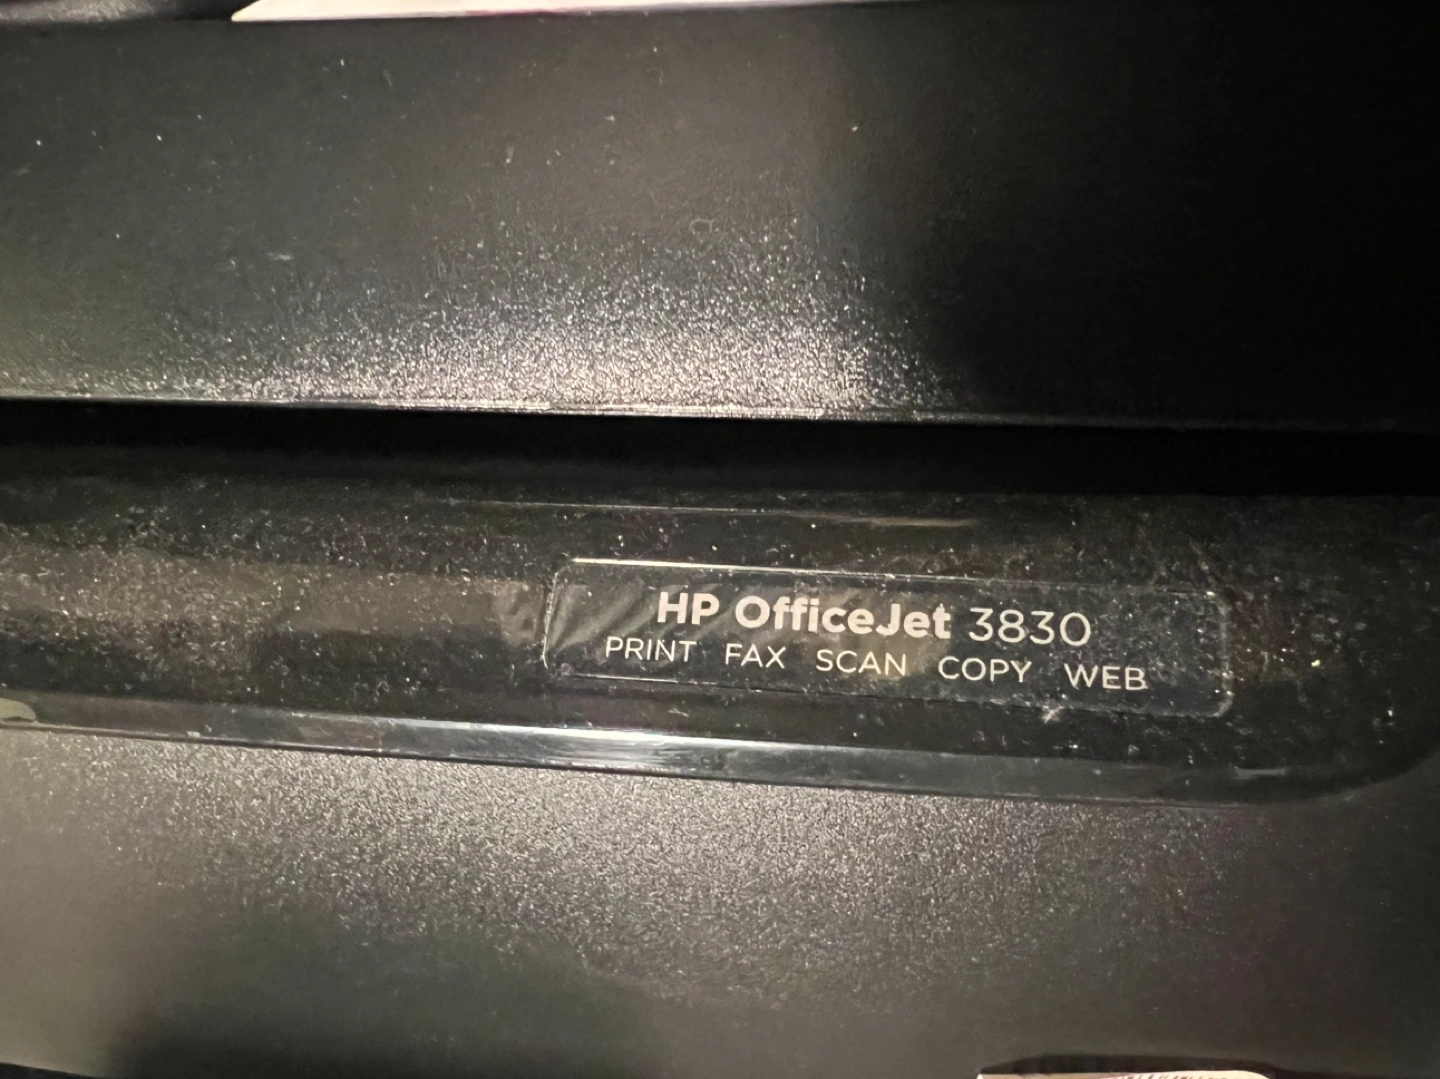 HP OfficeJet 3830
PRINT FAX SCAN COPY WEB